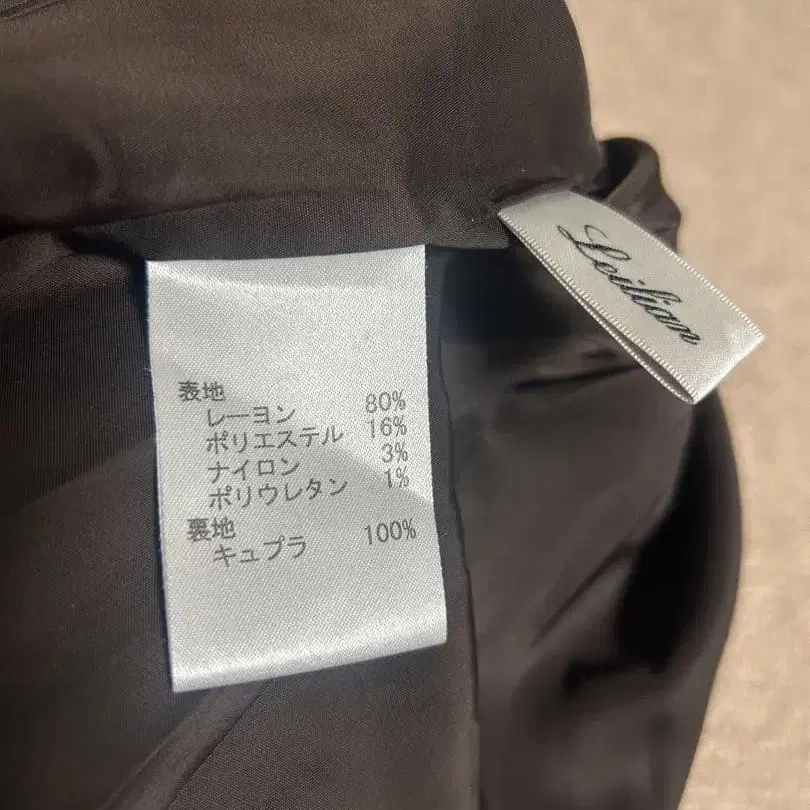 Leilian
表地
レーヨン 80%
ポリエステル 16%
ナイロン 3%
ポリウレタン 1%
裏地
キュプラ 100%